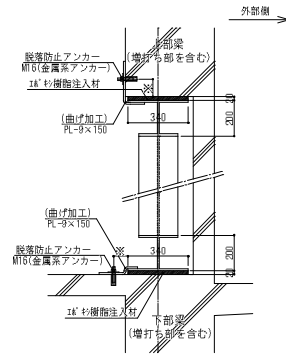 外部側
上部梁
(増打ち部を含む)
脱落防止アンカー
M16(金属系アンカー)
エポキシ樹脂注入材
※
340
20
200
(曲げ加工)
PL-9×150
(曲げ加工)
PL-9×150
脱落防止アンカー
※
340
200
M16(金属系アンカー)
20
エポキシ樹脂注入材
下部梁
(増打ち部を含む)